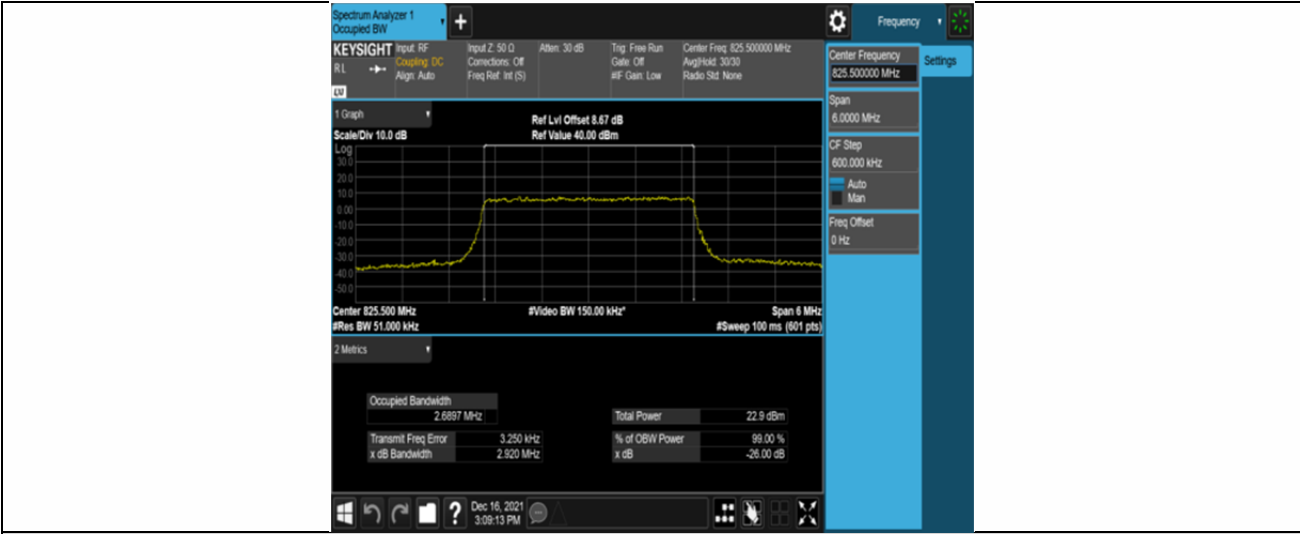 Spectrum Analyzer 1
Occupied BW
+
Frequency
KEYSIGHT
RL
LXI
Input: RF
Coupling: DC
Align: Auto
Input Z: 50 Ω
Corrections: Off
Freq Ref: Int (S)
Atten: 30 dB
Trig: Free Run
Gate: Off
#IF Gain: Low
Center Freq: 825.500000 MHz
Avg|Hold: 30/30
Radio Std: None
Center Frequency
825.500000 MHz
Settings
Span
6.0000 MHz
CF Step
600.000 kHz
Auto
Man
Freq Offset
0 Hz
1 Graph
Scale/Div 10.0 dB
Ref Lvl Offset 8.67 dB
Ref Value 40.00 dBm
Log
30.0
20.0
10.0
0.00
-10.0
-20.0
-30.0
-40.0
-50.0
Center 825.500 MHz
#Video BW 150.00 kHz*
Span 6 MHz
#Res BW 51.000 kHz
#Sweep 100 ms (601 pts)
2 Metrics
Occupied Bandwidth
2.6897 MHz
Total Power 22.9 dBm
Transmit Freq Error 3.250 kHz
% of OBW Power 99.00 %
x dB Bandwidth 2.920 MHz
x dB -26.00 dB
?
Dec 16, 2021
3:09:13 PM